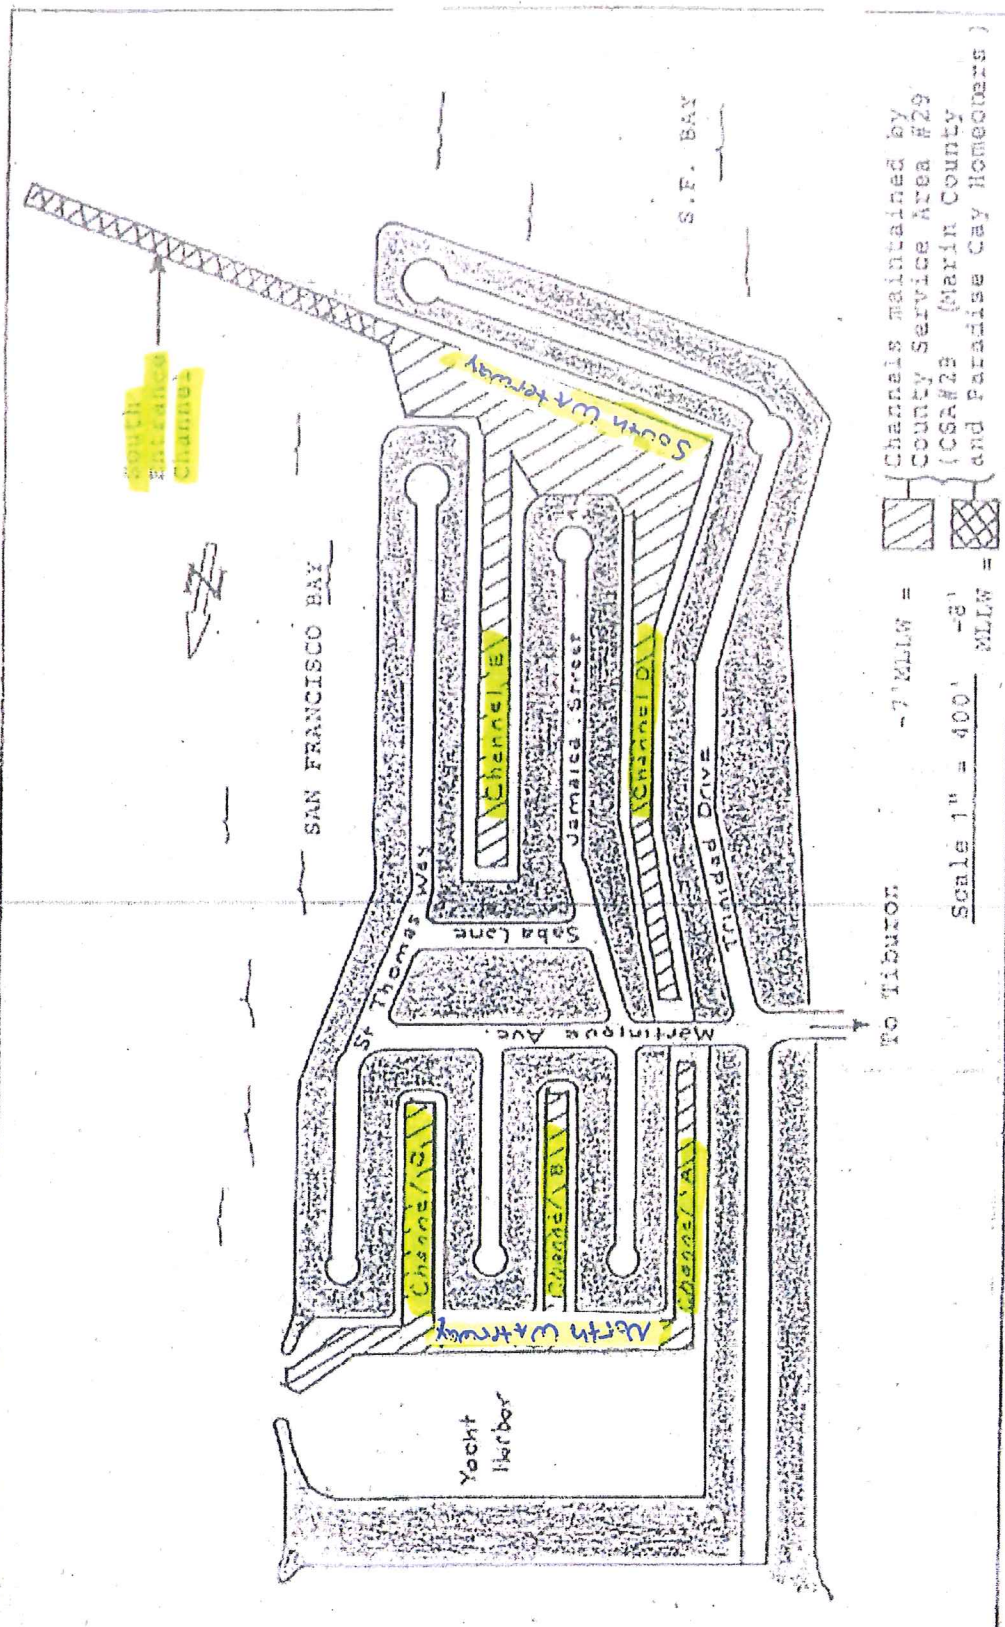 South
Entrance
Channel
SAN FRANCISCO BAY
S.F. BAY
N
South Waterway
Channel 'E'
Jamaica Street
Channel 'D'
Turnpied Drive
St Thomas Way
Saba Lane
Martinique Ave.
Channel 'C'
Channel 'B'
Channel 'A'
North Waterway
Yacht
Harbor
To Tiburon
-7'MLLW =
Channels maintained by
County Service Area #29
(CSA#29 (Marin County
and Paradise Cay Homeowners)
Scale 1" = 400'
-8'
MLLW =